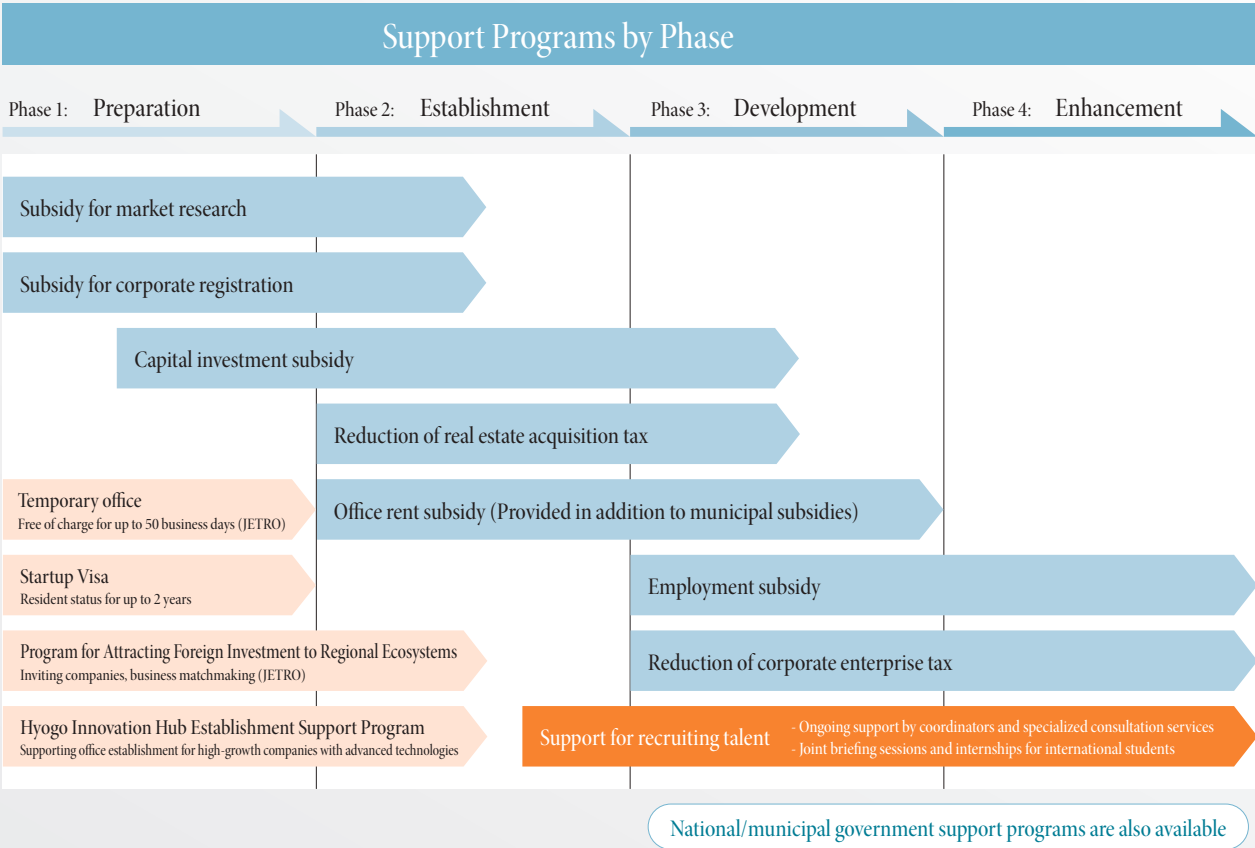 Support Programs by Phase
Phase 1: Preparation
Phase 2: Establishment
Phase 3: Development
Phase 4: Enhancement
Subsidy for market research
Subsidy for corporate registration
Capital investment subsidy
Reduction of real estate acquisition tax
Temporary office
Free of charge for up to 50 business days (JETRO)
Office rent subsidy (Provided in addition to municipal subsidies)
Startup Visa
Resident status for up to 2 years
Employment subsidy
Program for Attracting Foreign Investment to Regional Ecosystems
Inviting companies, business matchmaking (JETRO)
Reduction of corporate enterprise tax
Hyogo Innovation Hub Establishment Support Program
Supporting office establishment for high-growth companies with advanced technologies
Support for recruiting talent
- Ongoing support by coordinators and specialized consultation services
- Joint briefing sessions and internships for international students
National/municipal government support programs are also available